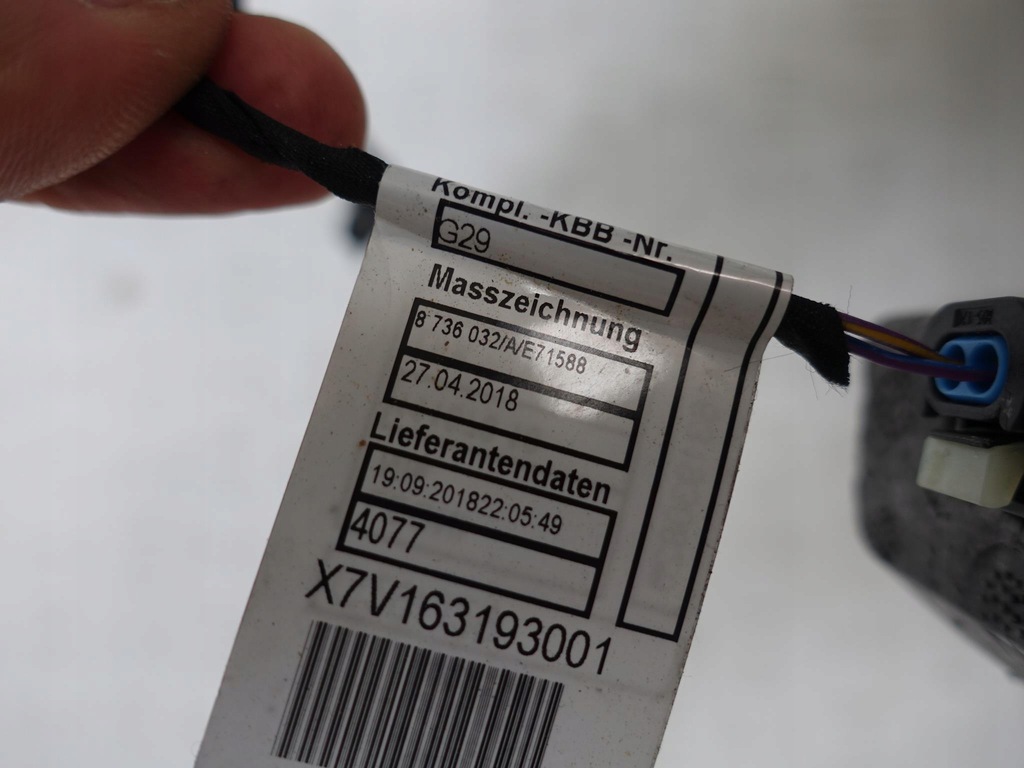 Kompl. -KBB -Nr.
G29
Masszeichnung
8 736 032/A/E71588
27.04.2018
Lieferantendaten
19:09:201822:05:49
4077
X7V163193001